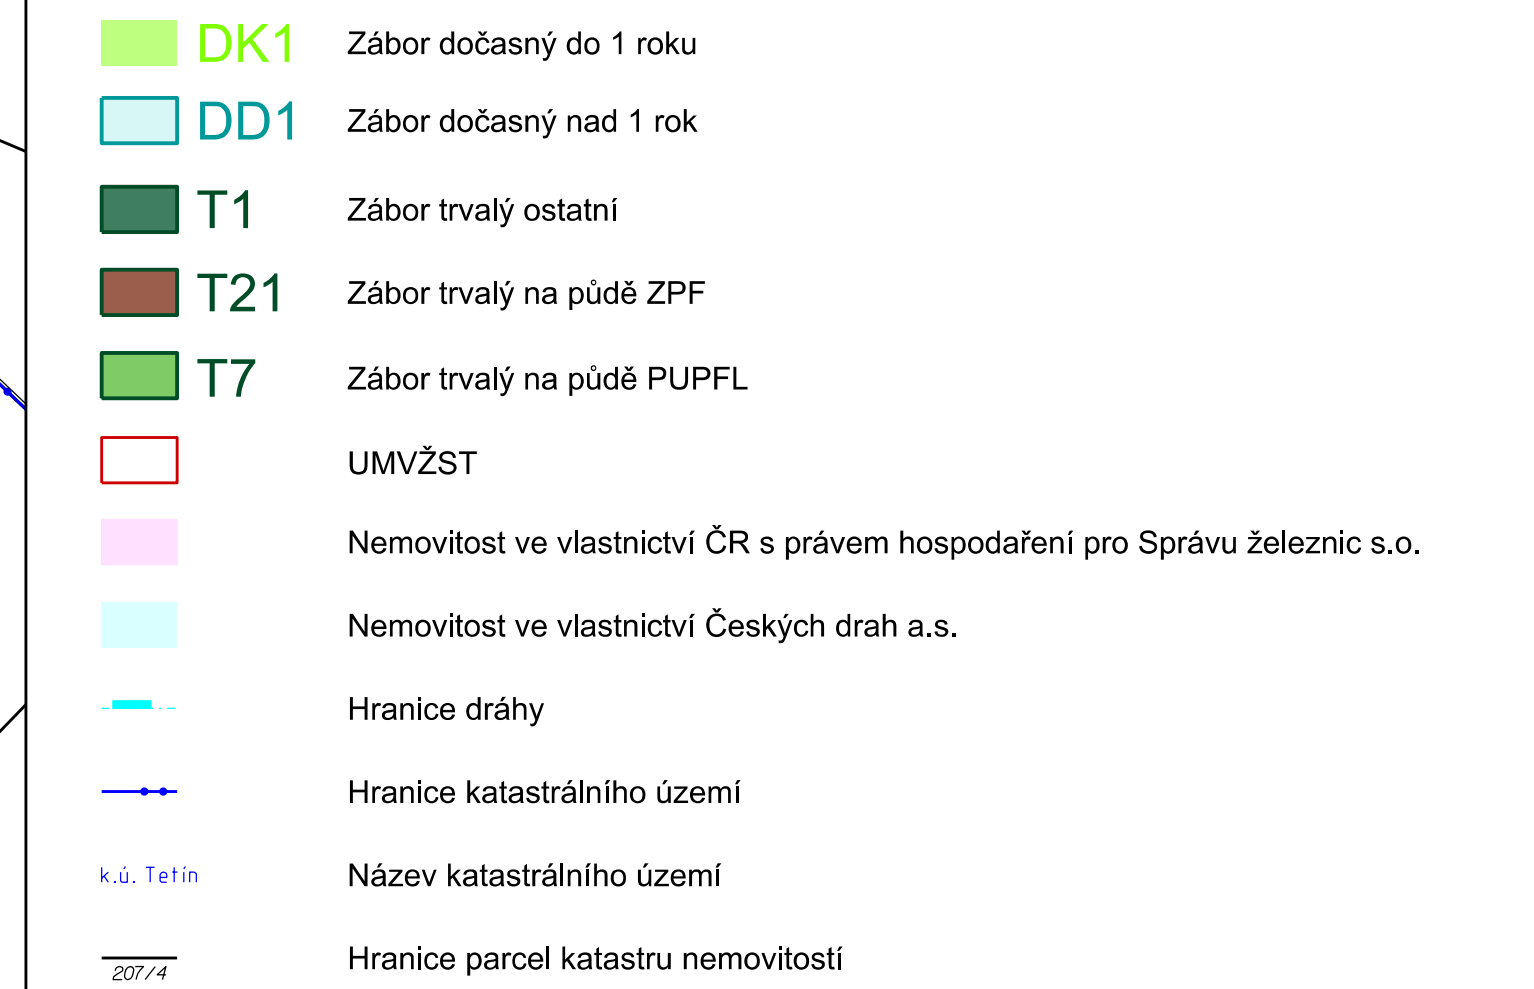 DK1 Zábor dočasný do 1 roku
DD1 Zábor dočasný nad 1 rok
T1 Zábor trvalý ostatní
T21 Zábor trvalý na půdě ZPF
T7 Zábor trvalý na půdě PUPFL
UMVŽST
Nemovitost ve vlastnictví ČR s právem hospodaření pro Správu železnic s.o.
Nemovitost ve vlastnictví Českých drah a.s.
Hranice dráhy
Hranice katastrálního území
k.ú. Tetín Název katastrálního území
207/4 Hranice parcel katastru nemovitostí